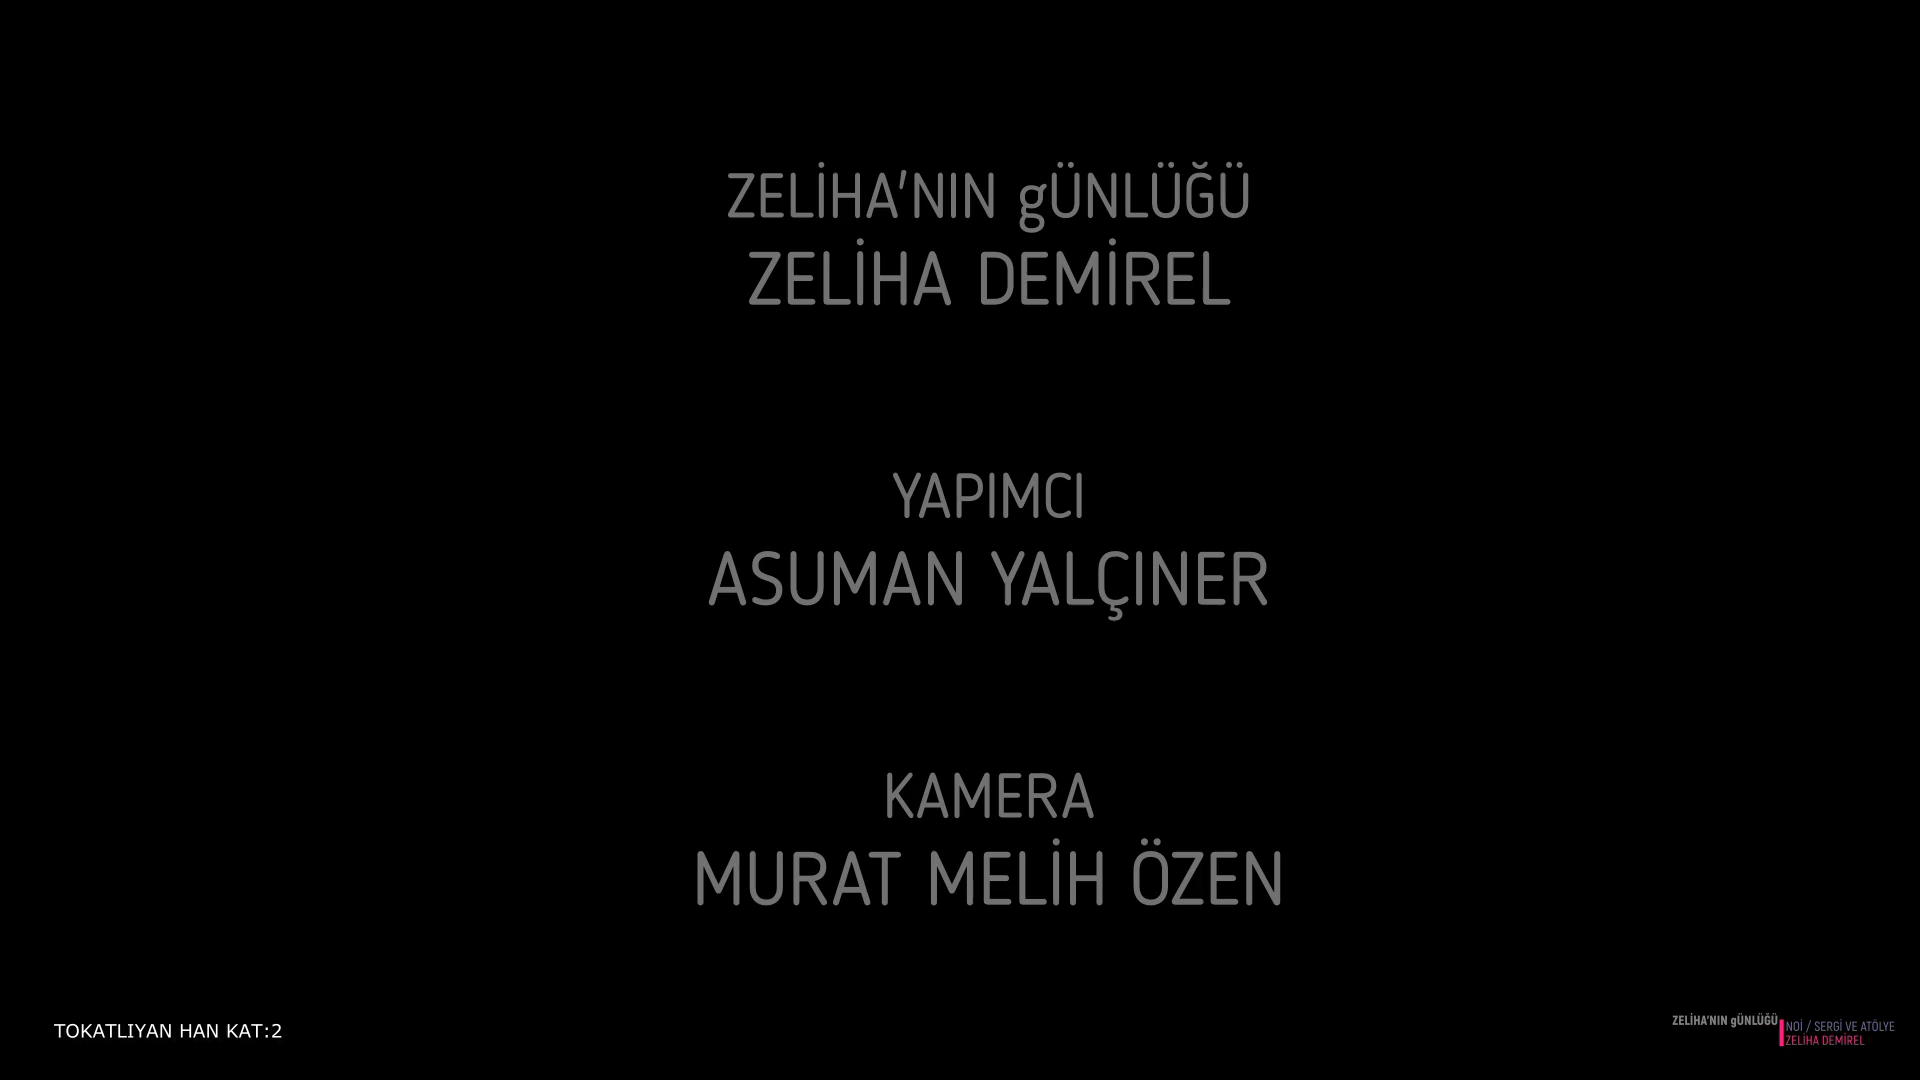 ZELİHA'NIN gÜNLÜĞÜ
ZELİHA DEMİREL
YAPIMCI
ASUMAN YALÇINER
KAMERA
MURAT MELİH ÖZEN
TOKATLIYAN HAN KAT:2
ZELİHA'NIN gÜNLÜĞÜ
NOİ / SERGİ VE ATÖLYE
ZELİHA DEMİREL